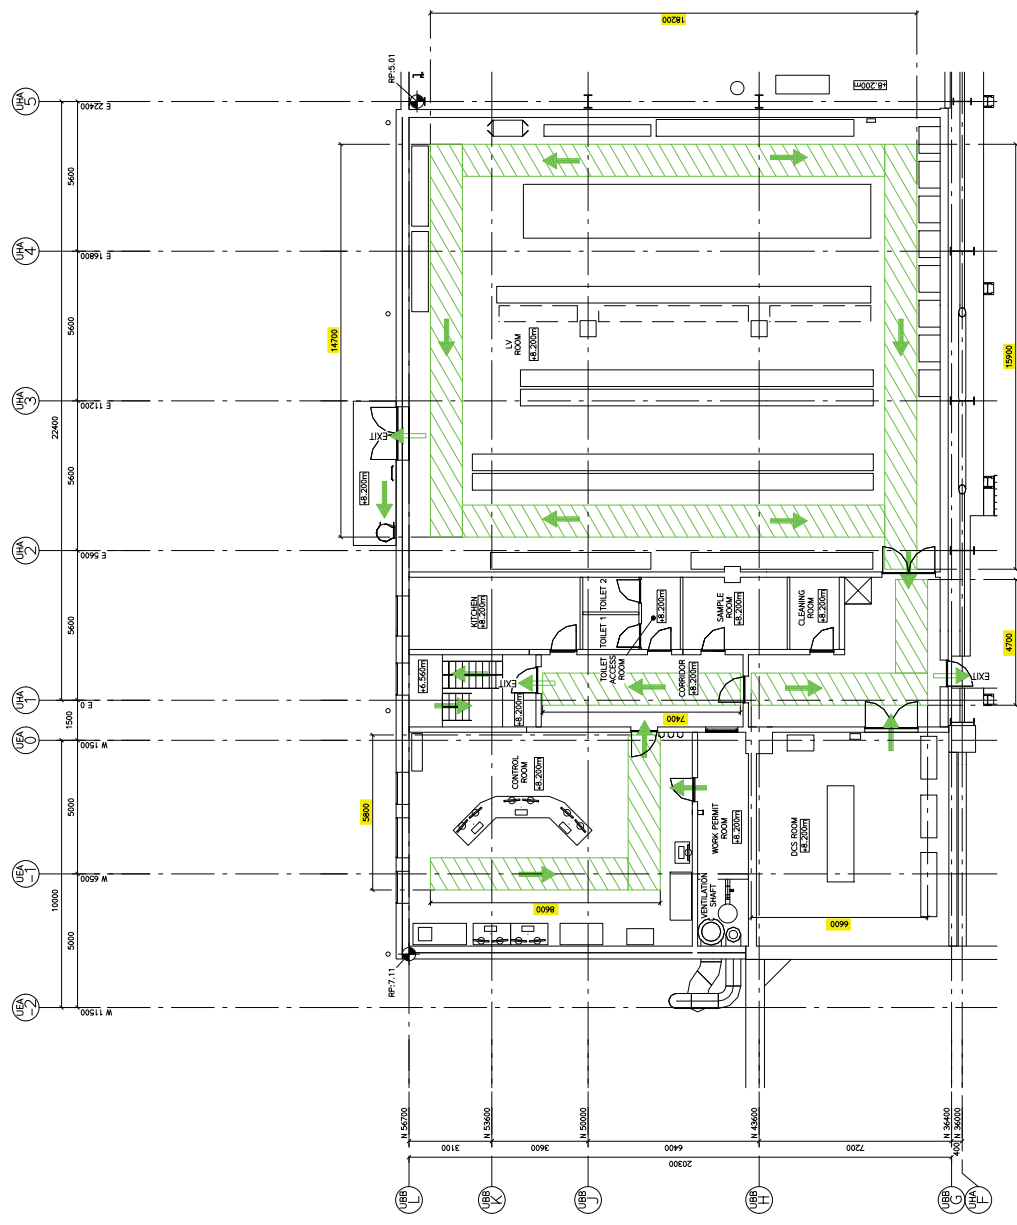 18200
RP:5.01
+8.200m
UHA
5
E 22400
5600
UHA
4
E 16800
5600
14700
LV
ROOM
+8.200m
15900
UHA
3
E 11200
22400
5600
EXIT
+8.200m
UHA
2
E 5600
5600
KITCHEN
+8.200m
TOILET 1
TOILET 2
+8.200m
SAMPLE
ROOM
+8.200m
CLEANING
ROOM
+8.200m
4700
+6.560m
TOILET
ACCESS
ROOM
CORRIDOR
+8.200m
EXIT
EXIT
UHA
1
E 0
1500
+8.200m
7400
UEA
0
W 1500
5000
5800
CONTROL
ROOM
+8.200m
WORK PERMIT
ROOM
+8.200m
DCS ROOM
+8.200m
UEA
-1
W 6500
10000
5000
8600
VENTILATION
SHAFT
6600
RP:7.11
UEA
-2
W 11500
N 56700
N 53600
N 50000
N 43600
N 36400
N 36000
3100
3600
6400
7200
400
20300
UBB
L
UBB
K
UBB
J
UBB
H
UBB
G
UHA
F